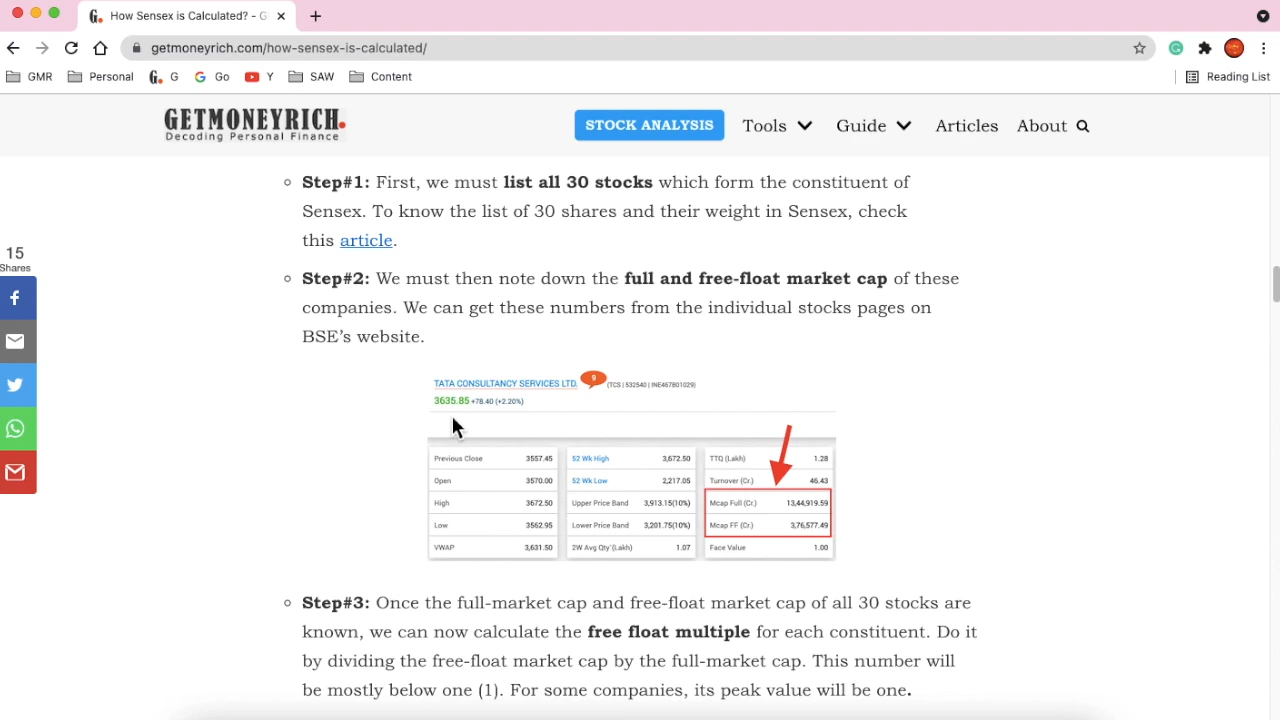 How Sensex is Calculated? - G
getmoneyrich.com/how-sensex-is-calculated/
GMR Personal G Go Y SAW Content Reading List
GETMONEYRICH.
Decoding Personal Finance
STOCK ANALYSIS Tools Guide Articles About
Step#1: First, we must list all 30 stocks which form the constituent of
Sensex. To know the list of 30 shares and their weight in Sensex, check
this article.
15
Shares
Step#2: We must then note down the full and free-float market cap of these
companies. We can get these numbers from the individual stocks pages on
BSE’s website.
TATA CONSULTANCY SERVICES LTD. 9 (TCS | 532540 | INE467B01029)
3635.85 +78.40 (+2.20%)
Previous Close 3557.45 52 Wk High 3,672.50 TTQ (Lakh) 1.28
Open 3570.00 52 Wk Low 2,217.05 Turnover (Cr.) 46.43
High 3672.50 Upper Price Band 3,913.15(10%) Mcap Full (Cr.) 13,44,919.59
Low 3562.95 Lower Price Band 3,201.75(10%) Mcap FF (Cr.) 3,76,577.49
VWAP 3,631.50 2W Avg Qty (Lakh) 1.07 Face Value 1.00
Step#3: Once the full-market cap and free-float market cap of all 30 stocks are
known, we can now calculate the free float multiple for each constituent. Do it
by dividing the free-float market cap by the full-market cap. This number will
be mostly below one (1). For some companies, its peak value will be one.